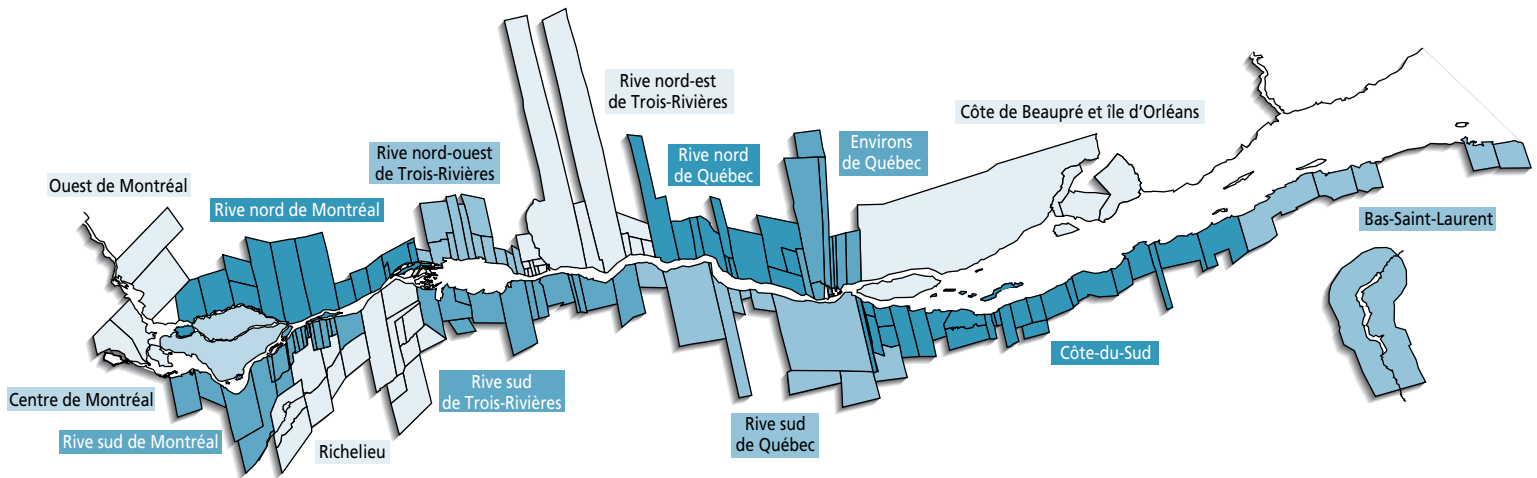 Rive nord-est
de Trois-Rivières
Côte de Beaupré et île d'Orléans
Rive nord-ouest
de Trois-Rivières
Rive nord
de Québec
Environs
de Québec
Ouest de Montréal
Rive nord de Montréal
Bas-Saint-Laurent
Côte-du-Sud
Centre de Montréal
Rive sud
de Trois-Rivières
Rive sud de Montréal
Richelieu
Rive sud
de Québec